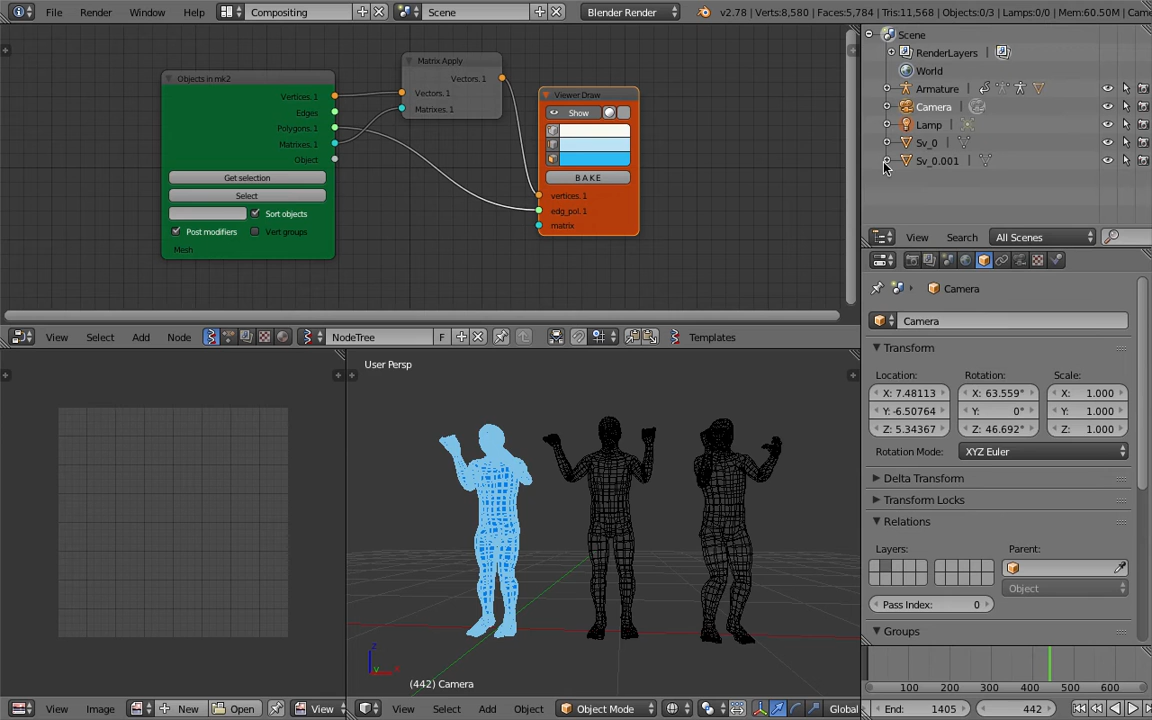 File Render Window Help Compositing Scene Blender Render v2.78 | Verts:8,580 | Faces:5,784 | Tris:11,568 | Objects:0/3 | Lamps:0/0 | Mem:60.50M | Came
Objects in mk2
Vertices. 1
Edges
Polygons. 1
Matrixes. 1
Object
Get selection
Select
Sort objects
Post modifiers Vert groups
Mesh
Matrix Apply
Vectors. 1
Vectors. 1
Matrixes. 1
Viewer Draw
Show
BAKE
vertices. 1
edg_pol. 1
matrix
View Select Add Node NodeTree F Templates
Scene
RenderLayers
World
Armature
Camera
Lamp
Sv_0
Sv_0.001
View Search All Scenes
Camera
Camera
Transform
Location: Rotation: Scale:
X: 7.48113 X: 63.559° X: 1.000
Y: -6.50764 Y: 0° Y: 1.000
Z: 5.34367 Z: 46.692° Z: 1.000
Rotation Mode: XYZ Euler
Delta Transform
Transform Locks
Relations
Layers: Parent:
Object
Pass Index: 0
Groups
User Persp
(442) Camera
100 200 300 400 500 600
View Image New Open View
View Select Add Object Object Mode Global
End: 1405 442